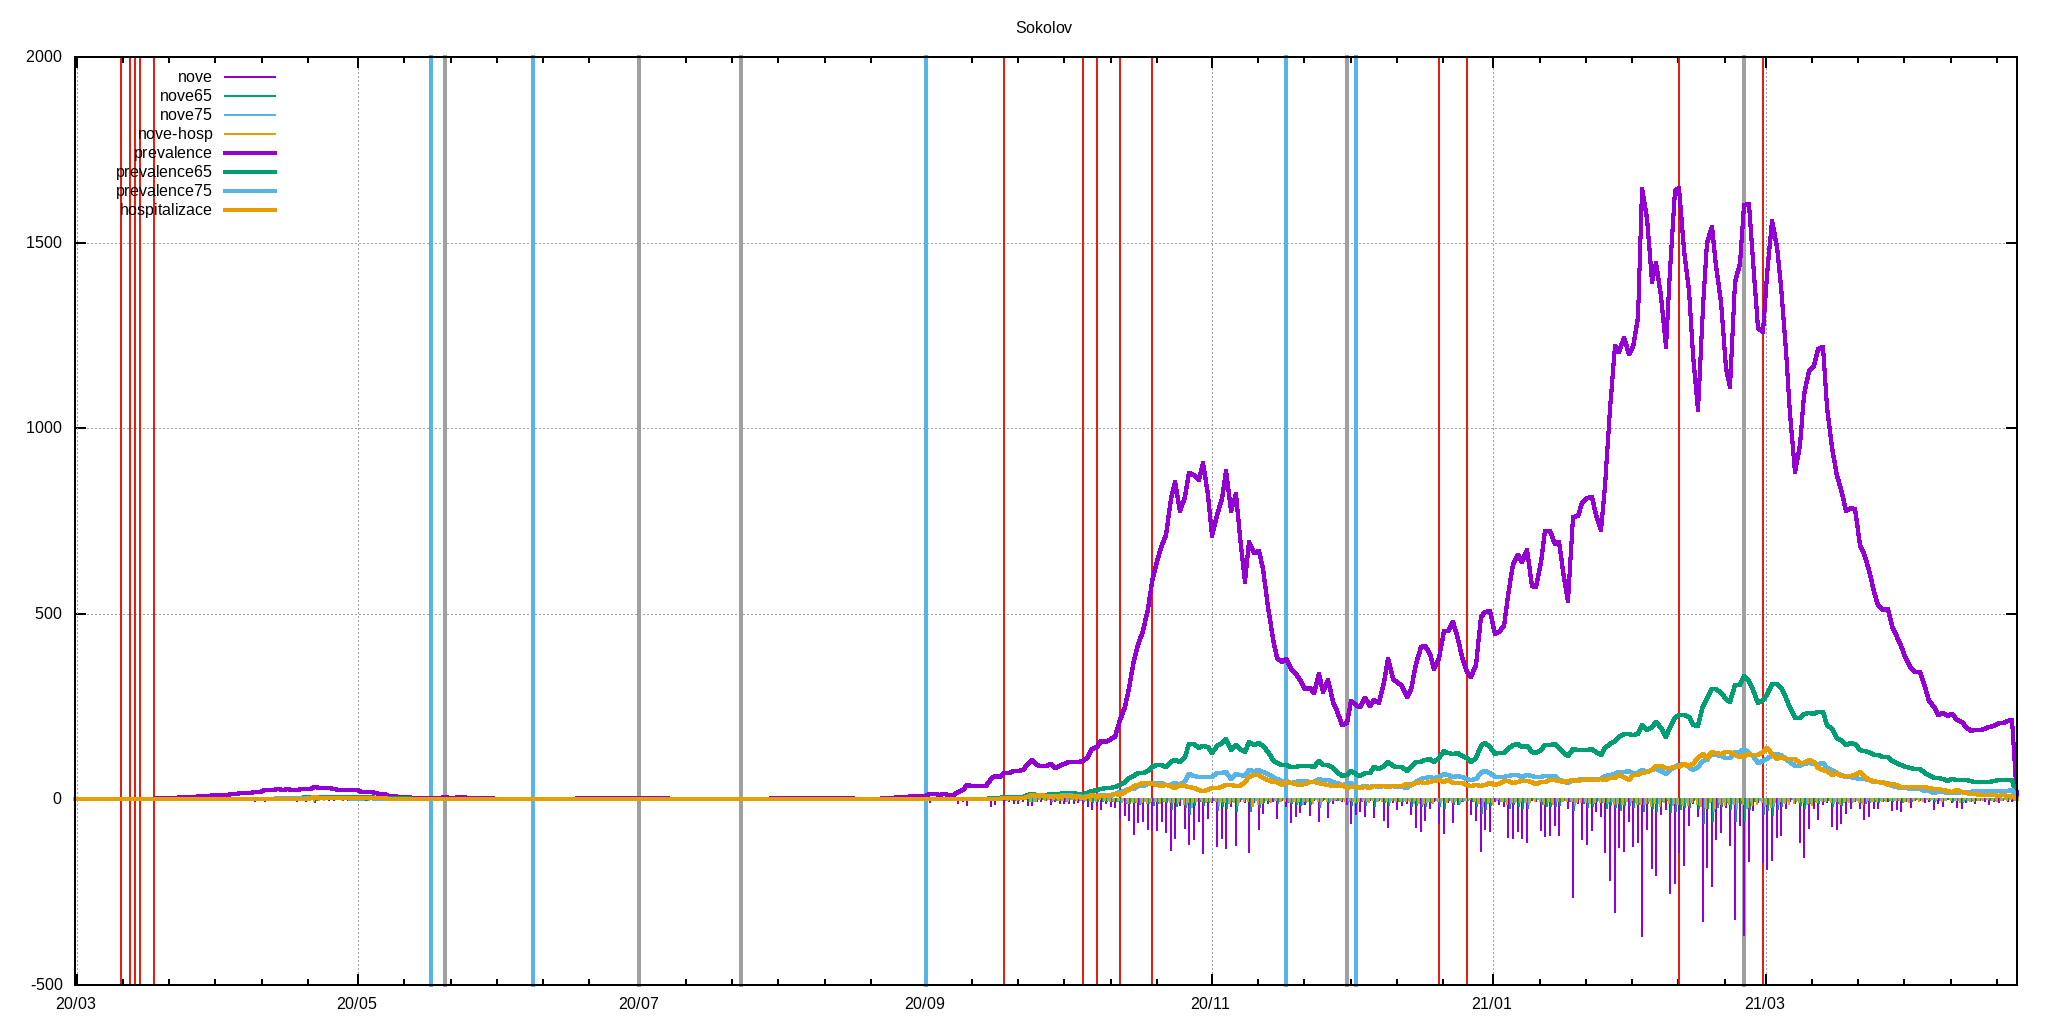 Sokolov
2000
1500
1000
500
0
-500
nove
nove65
nove75
nove-hosp
prevalence
prevalence65
prevalence75
hospitalizace
20/03 20/05 20/07 20/09 20/11 21/01 21/03